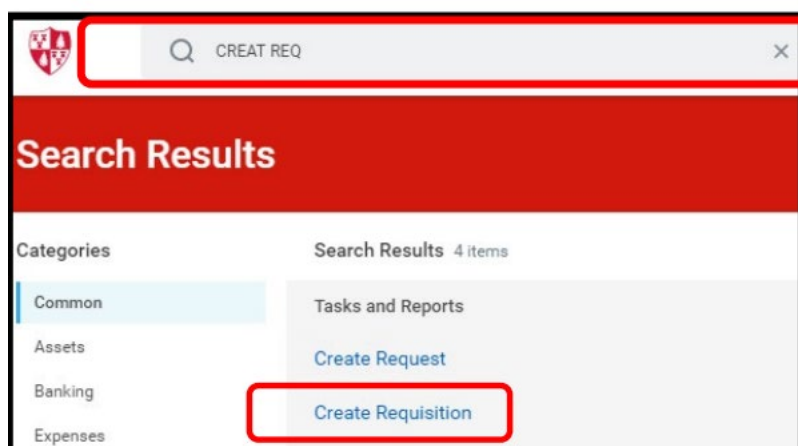 CREAT REQ
Search Results
Categories
Search Results 4 items
Common
Tasks and Reports
Assets
Create Request
Banking
Create Requisition
Expenses